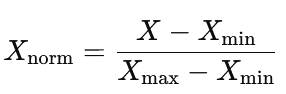 X_norm = (X − X_min) / (X_max − X_min)